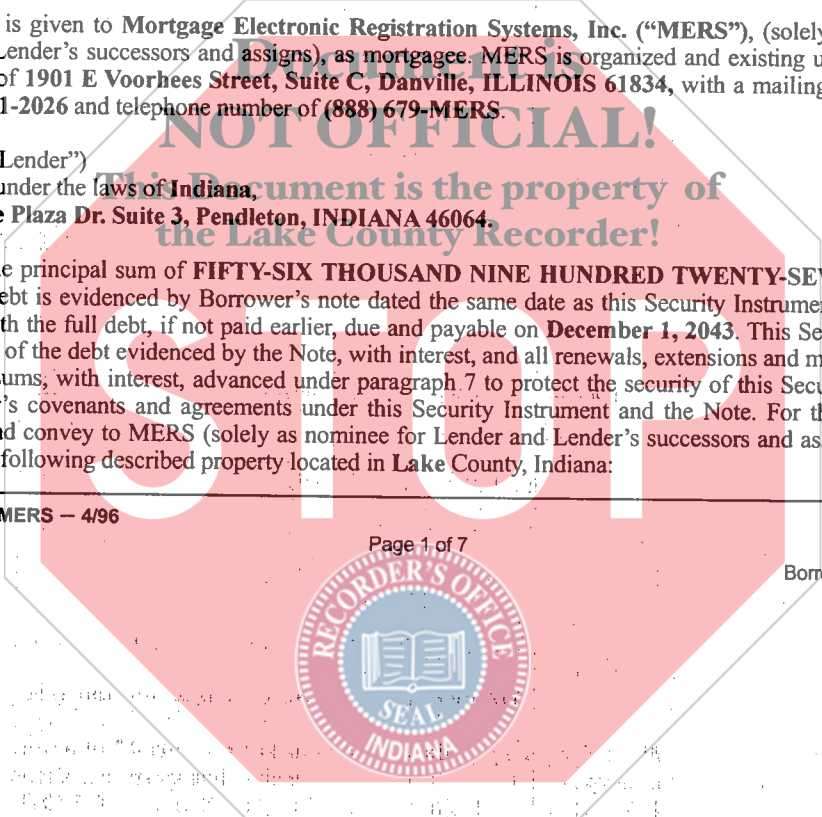 is given to Mortgage Electronic Registration Systems, Inc. (“MERS”), (solely
Lender’s successors and assigns), as mortgagee. MERS is organized and existing u
of 1901 E Voorhees Street, Suite C, Danville, ILLINOIS 61834, with a mailing
1-2026 and telephone number of (888) 679-MERS.
Document is
NOT OFFICIAL!
Lender”)
under the laws of Indiana,
This Document is the property of
e Plaza Dr. Suite 3, Pendleton, INDIANA 46064.
the Lake County Recorder!
e principal sum of FIFTY-SIX THOUSAND NINE HUNDRED TWENTY-SEV
ebt is evidenced by Borrower’s note dated the same date as this Security Instrume
th the full debt, if not paid earlier, due and payable on December 1, 2043. This Se
of the debt evidenced by the Note, with interest, and all renewals, extensions and m
ums, with interest, advanced under paragraph 7 to protect the security of this Secu
’s covenants and agreements under this Security Instrument and the Note. For th
d convey to MERS (solely as nominee for Lender and Lender’s successors and as
following described property located in Lake County, Indiana:
STOP
MERS – 4/96
Page 1 of 7
Borr
RECORDER’S OFFICE
SEAL
INDIANA